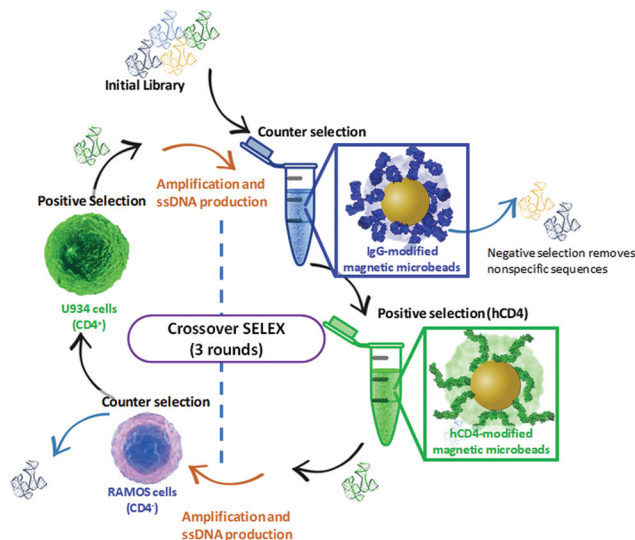 Initial Library
Counter selection
Amplification and
ssDNA production
Positive Selection
IgG-modified
magnetic microbeads
Negative selection removes
nonspecific sequences
U934 cells
(CD4⁺)
Positive selection (hCD4)
Crossover SELEX
(3 rounds)
Counter selection
hCD4-modified
magnetic microbeads
RAMOS cells
(CD4⁻)
Amplification and
ssDNA production